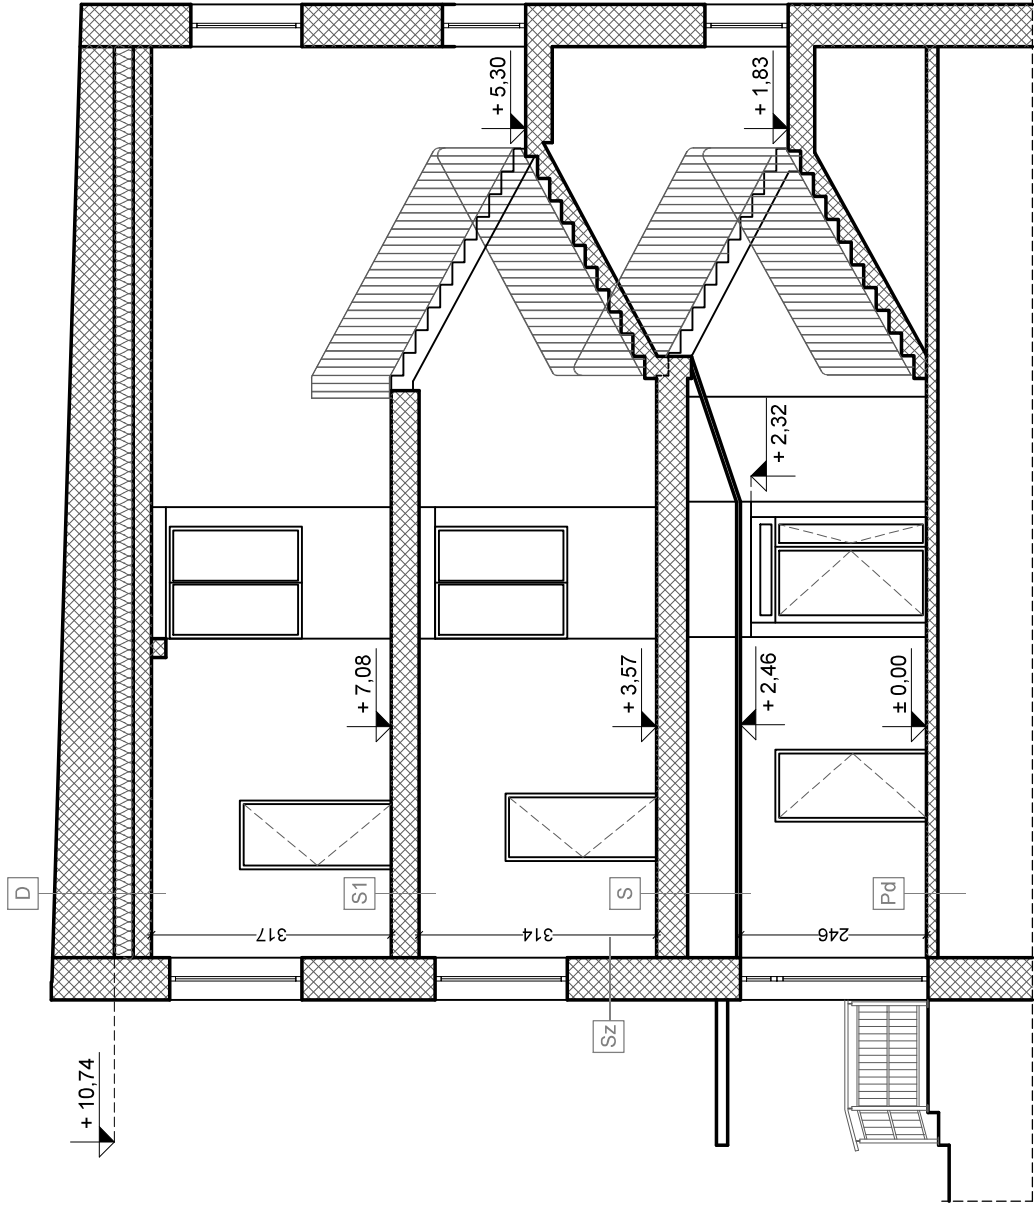 + 10,74
D
+ 5,30
+ 7,08
S1
317
+ 1,83
+ 3,57
S
314
Sz
+ 2,32
+ 2,46
± 0,00
Pd
246